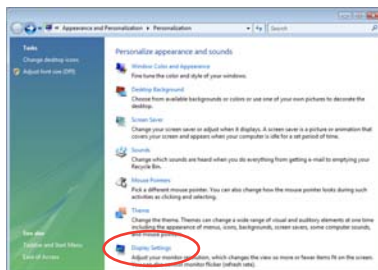 Appearance and Personalization
Personalization
Search
Tasks
Change desktop icons
Adjust font size (DPI)
See also
Taskbar and Start Menu
Ease of Access
Personalize appearance and sounds
Window Color and Appearance
Fine tune the color and style of your windows.
Desktop Background
Choose from available backgrounds or colors or use one of your own pictures to decorate the
desktop.
Screen Saver
Change your screen saver or adjust when it displays. A screen saver is a picture or animation that
covers your screen and appears when your computer is idle for a set period of time.
Sounds
Change which sounds are heard when you do everything from getting e-mail to emptying your
Recycle Bin.
Mouse Pointers
Pick a different mouse pointer. You can also change how the mouse pointer looks during such
activities as clicking and selecting.
Theme
Change the theme. Themes can change a wide range of visual and auditory elements at one time
including the appearance of menus, icons, backgrounds, screen savers, some computer sounds,
and mouse pointers.
Display Settings
Adjust your monitor resolution, which changes the view so more or fewer items fit on the screen.
You can also control monitor flicker (refresh rate).